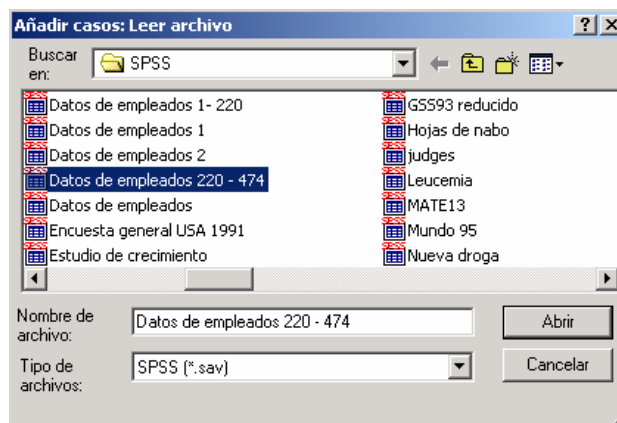 Añadir casos: Leer archivo
Buscar en: SPSS
Datos de empleados 1- 220
Datos de empleados 1
Datos de empleados 2
Datos de empleados 220 - 474
Datos de empleados
Encuesta general USA 1991
Estudio de crecimiento
GSS93 reducido
Hojas de nabo
judges
Leucemia
MATE13
Mundo 95
Nueva droga
Nombre de archivo: Datos de empleados 220 - 474
Abrir
Tipo de archivos: SPSS (*.sav)
Cancelar